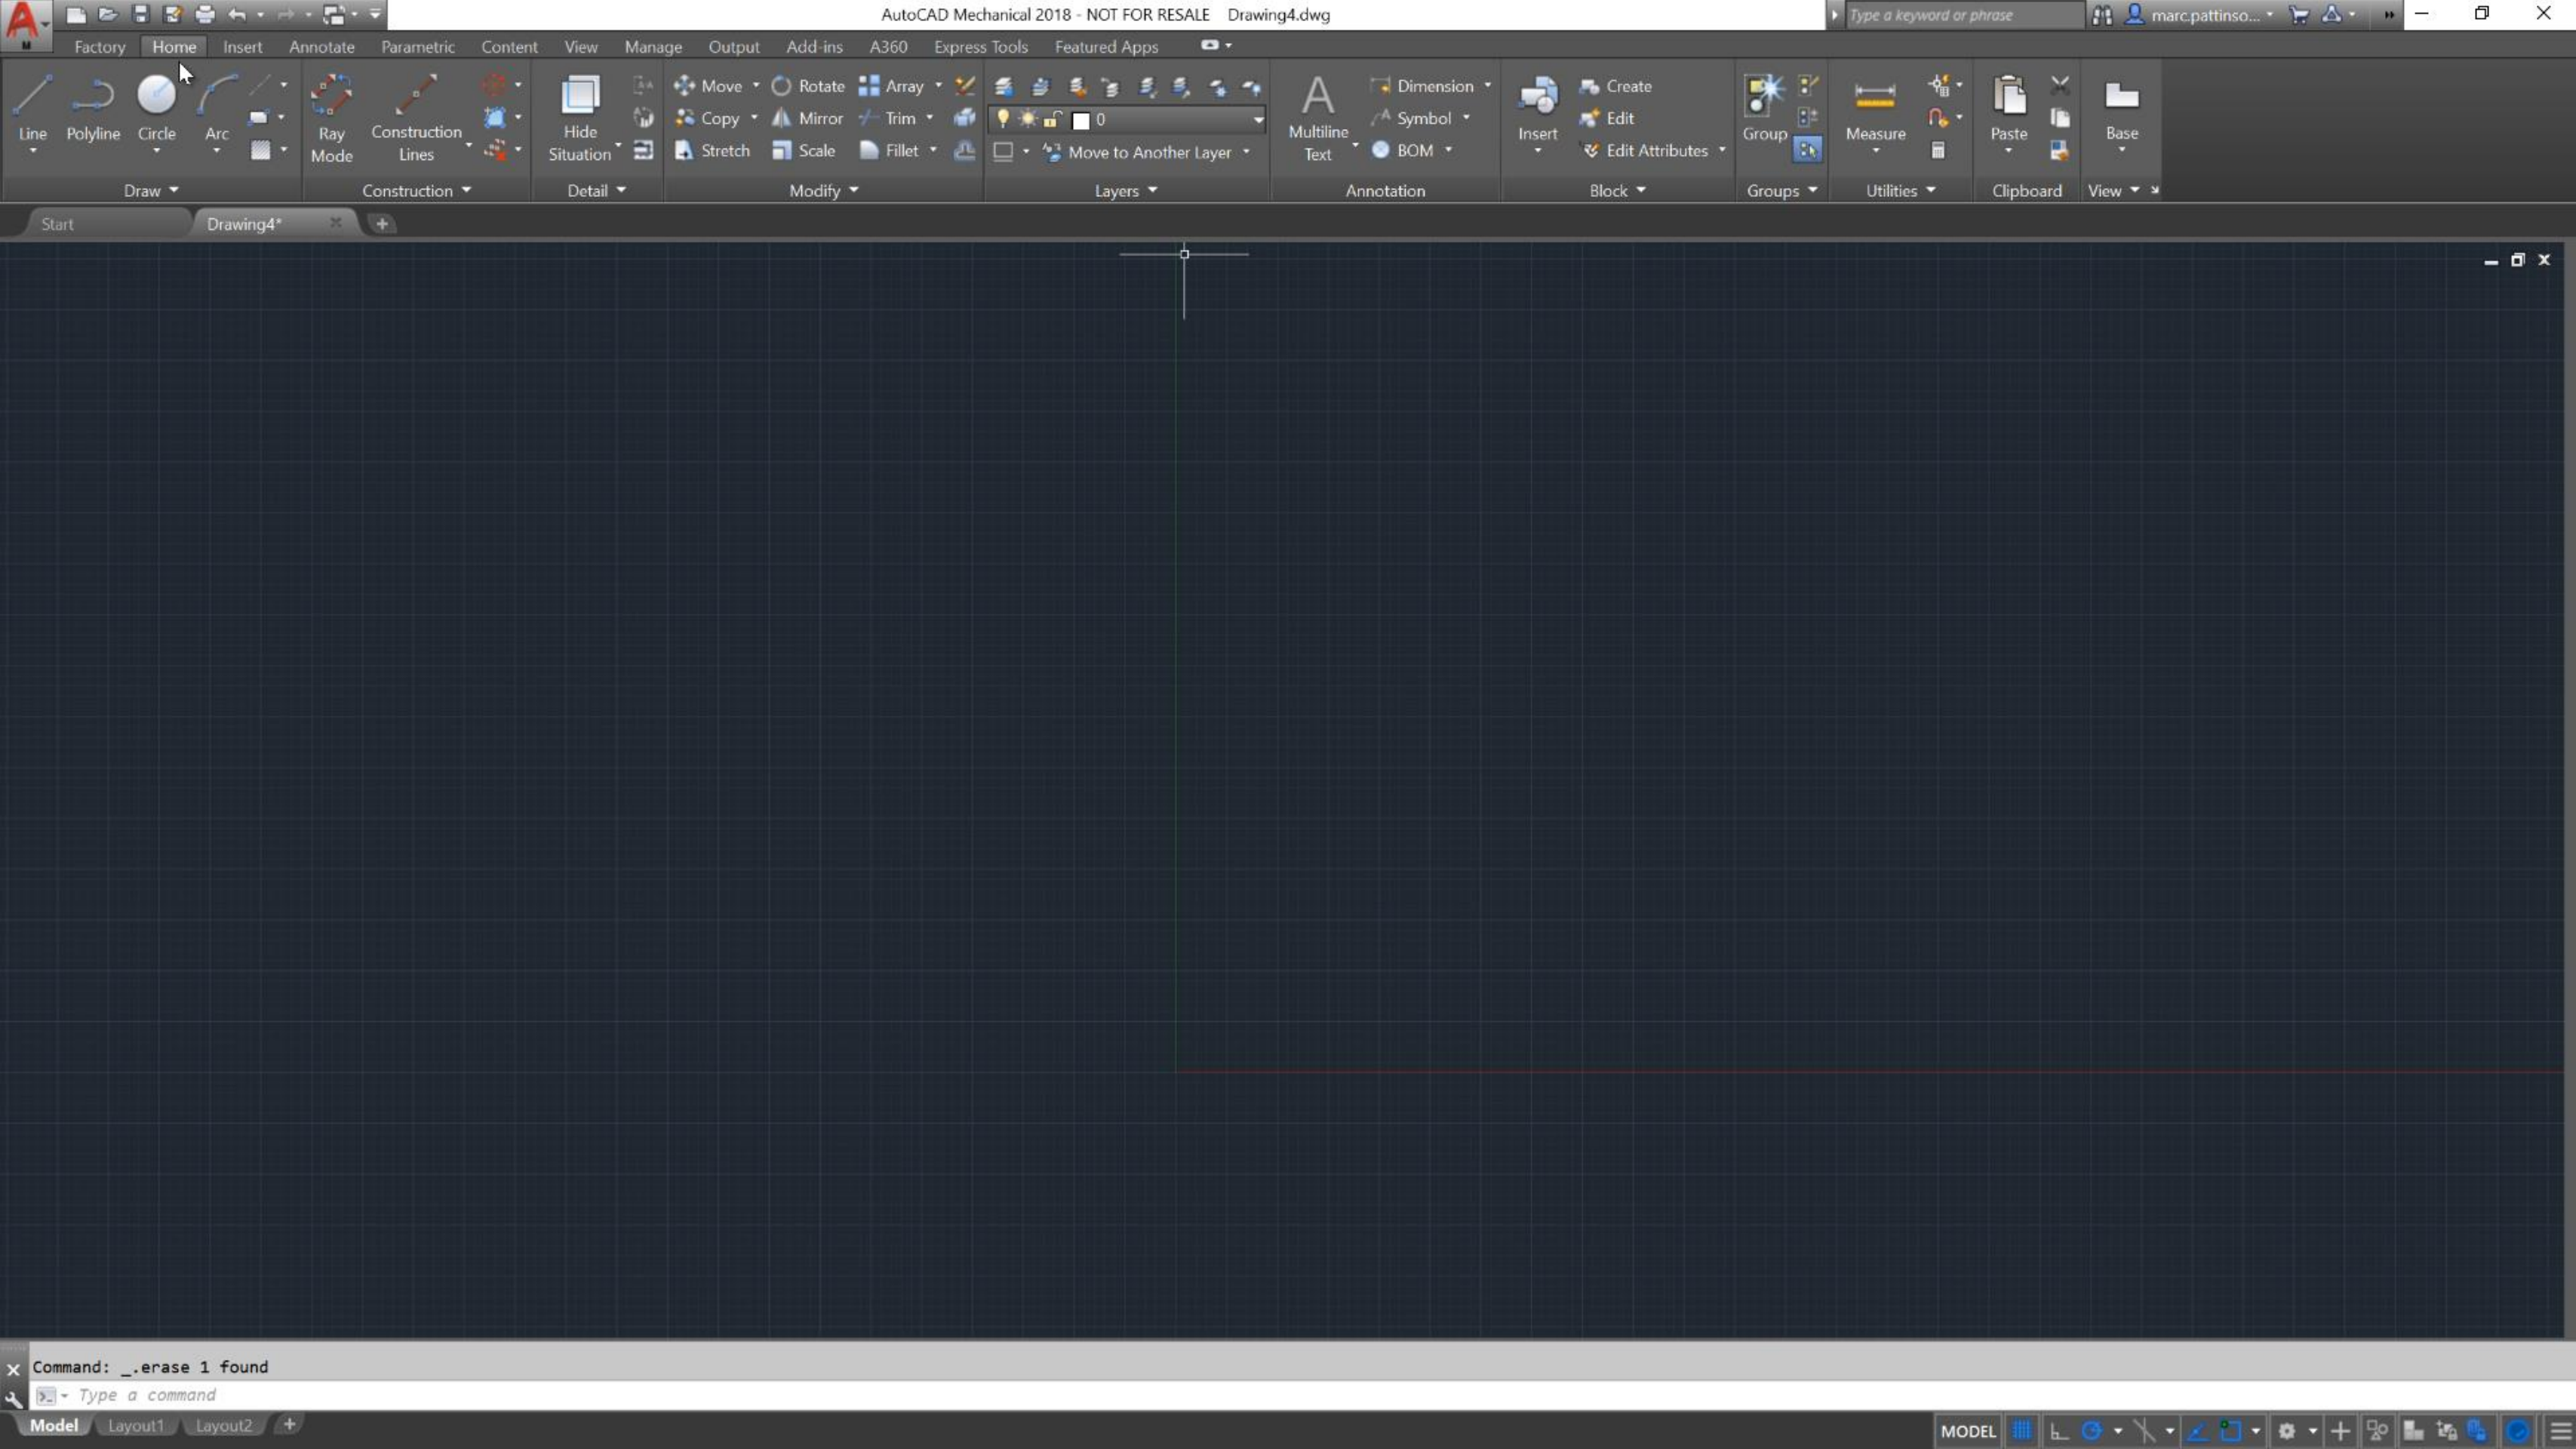 AutoCAD Mechanical 2018 - NOT FOR RESALE Drawing4.dwg
Type a keyword or phrase
marc.pattinso...
A
M
Factory Home Insert Annotate Parametric Content View Manage Output Add-ins A360 Express Tools Featured Apps
Line Polyline Circle Arc
Ray Mode
Construction Lines
Hide Situation
Move Rotate Array
Copy Mirror Trim
Stretch Scale Fillet
0
Move to Another Layer
A
Multiline Text
Dimension
Symbol
BOM
Insert
Create
Edit
Edit Attributes
Group
Measure
Paste
Base
Draw Construction Detail Modify Layers Annotation Block Groups Utilities Clipboard View
Start Drawing4*
Command: _.erase 1 found
Type a command
Model Layout1 Layout2
MODEL